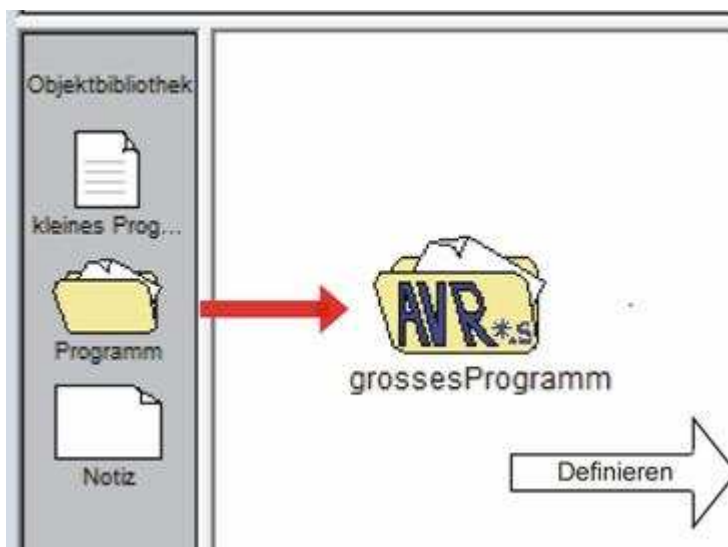 Objektbibliothek
kleines Prog...
Programm
Notiz
AVR*.s
grossesProgramm
Definieren